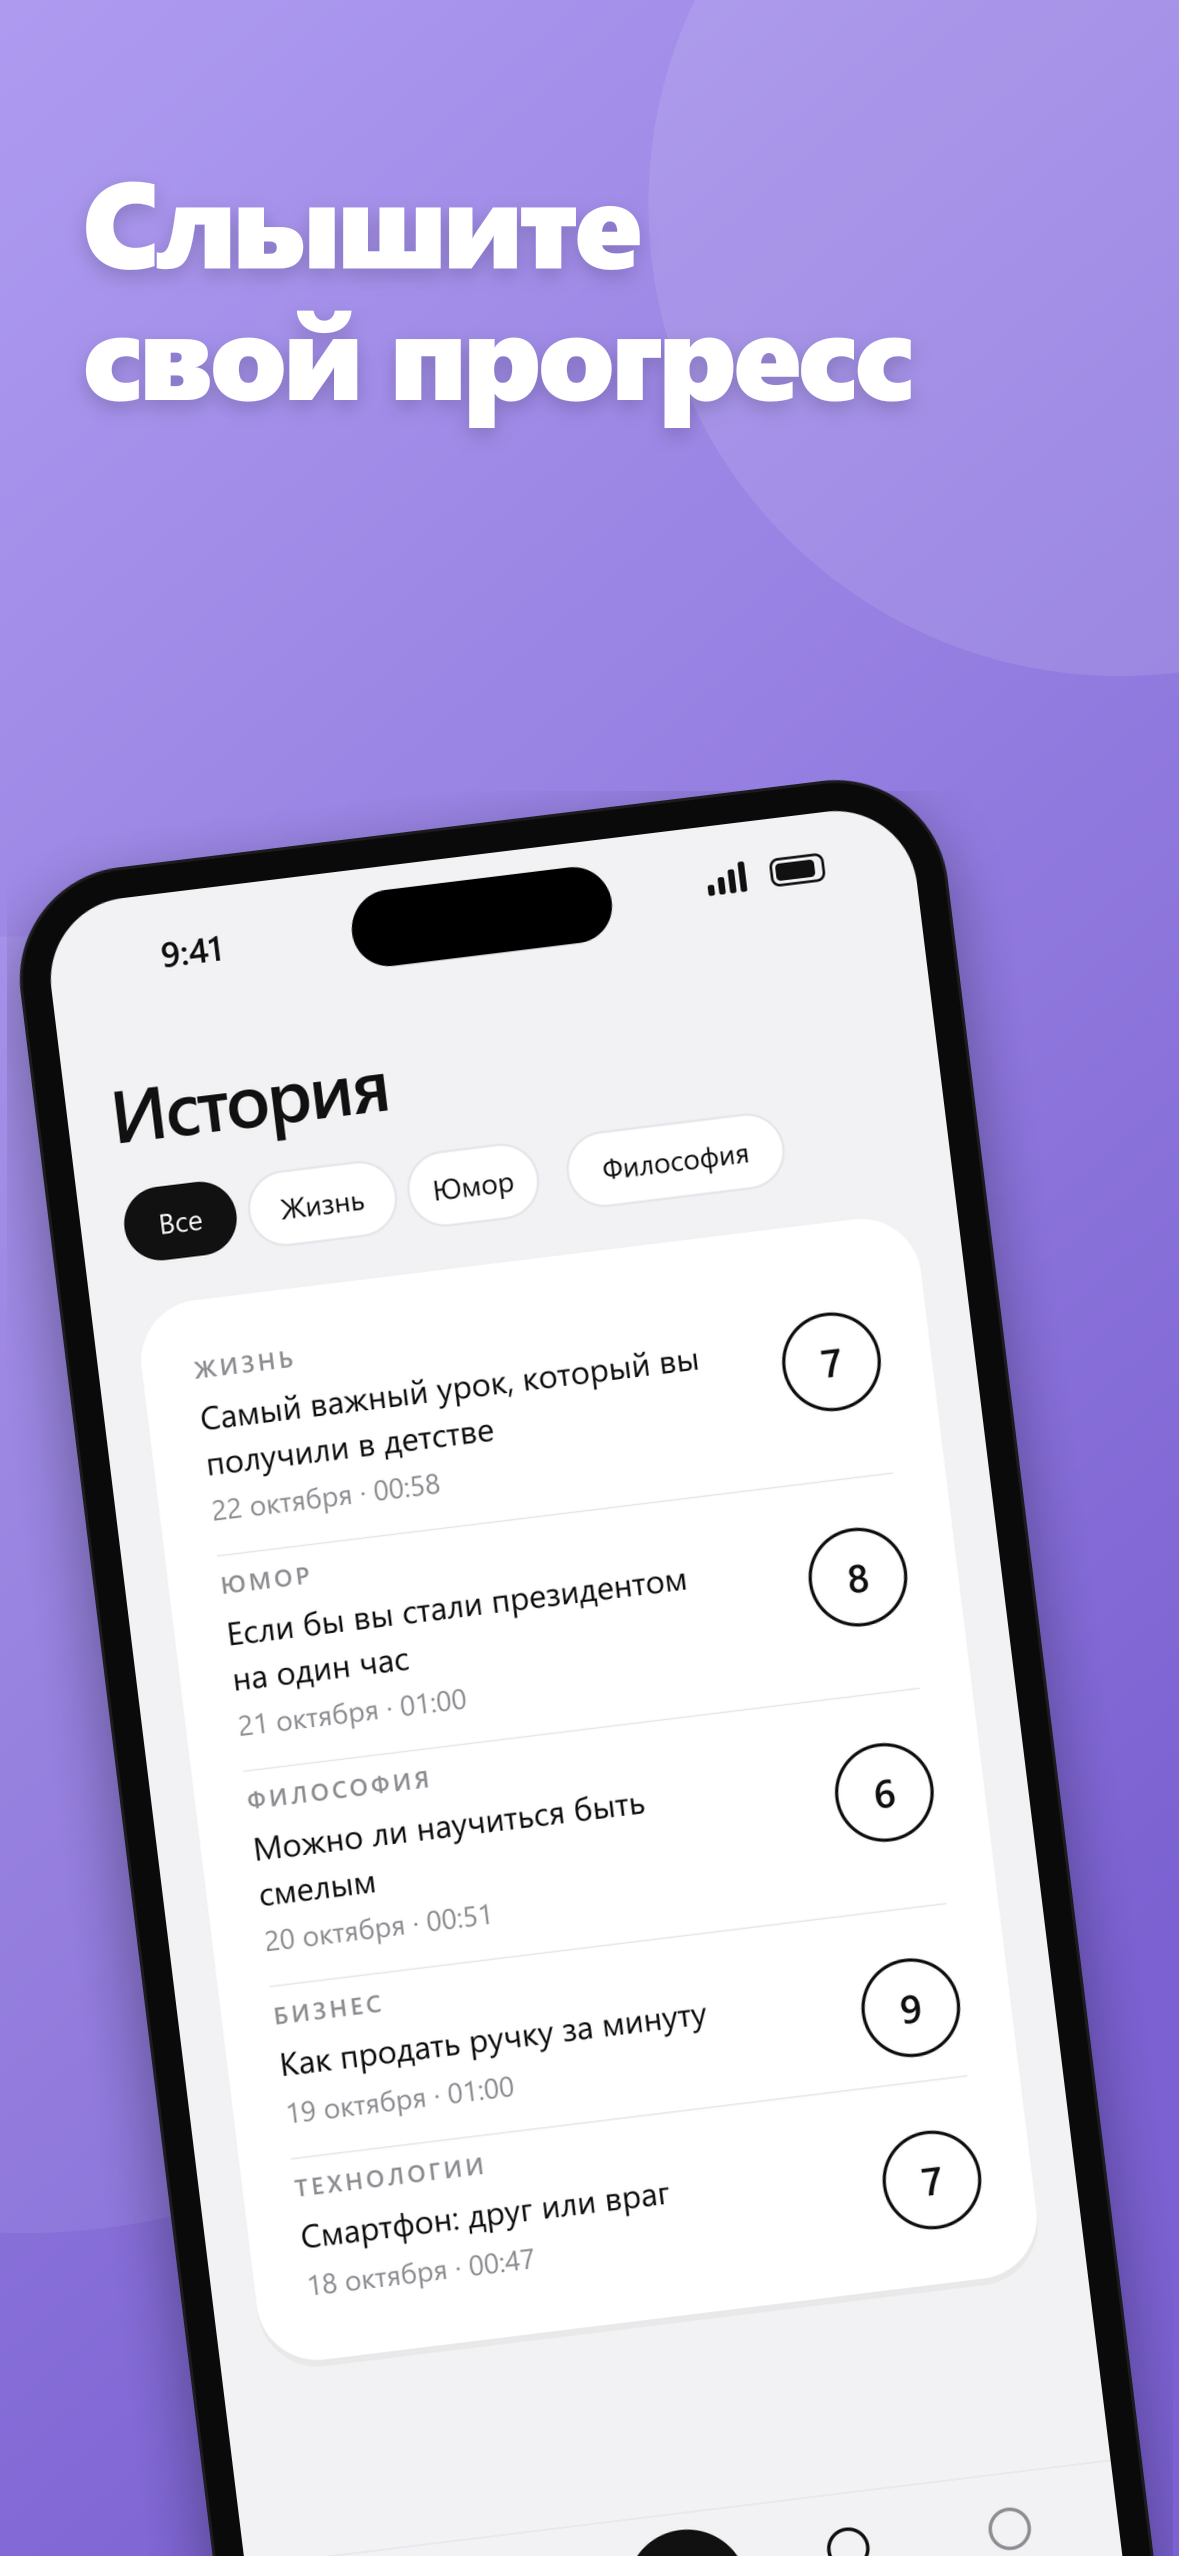 Слышите
свой прогресс
9:41
История
Все Жизнь Юмор Философия
ЖИЗНЬ
Самый важный урок, который вы
получили в детстве
22 октября · 00:58
7
ЮМОР
Если бы вы стали президентом
на один час
21 октября · 01:00
8
ФИЛОСОФИЯ
Можно ли научиться быть
смелым
20 октября · 00:51
6
БИЗНЕС
Как продать ручку за минуту
19 октября · 01:00
9
ТЕХНОЛОГИИ
Смартфон: друг или враг
18 октября · 00:47
7